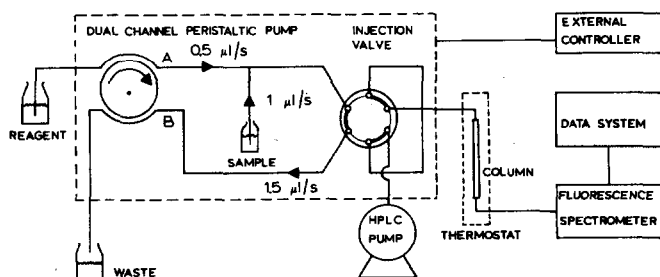 DUAL CHANNEL PERISTALTIC PUMP
INJECTION
VALVE
EXTERNAL
CONTROLLER
A
0,5 µl/s
1 µl/s
REAGENT
B
SAMPLE
1,5 µl/s
DATA SYSTEM
COLUMN
FLUORESCENCE
SPECTROMETER
HPLC
PUMP
THERMOSTAT
WASTE